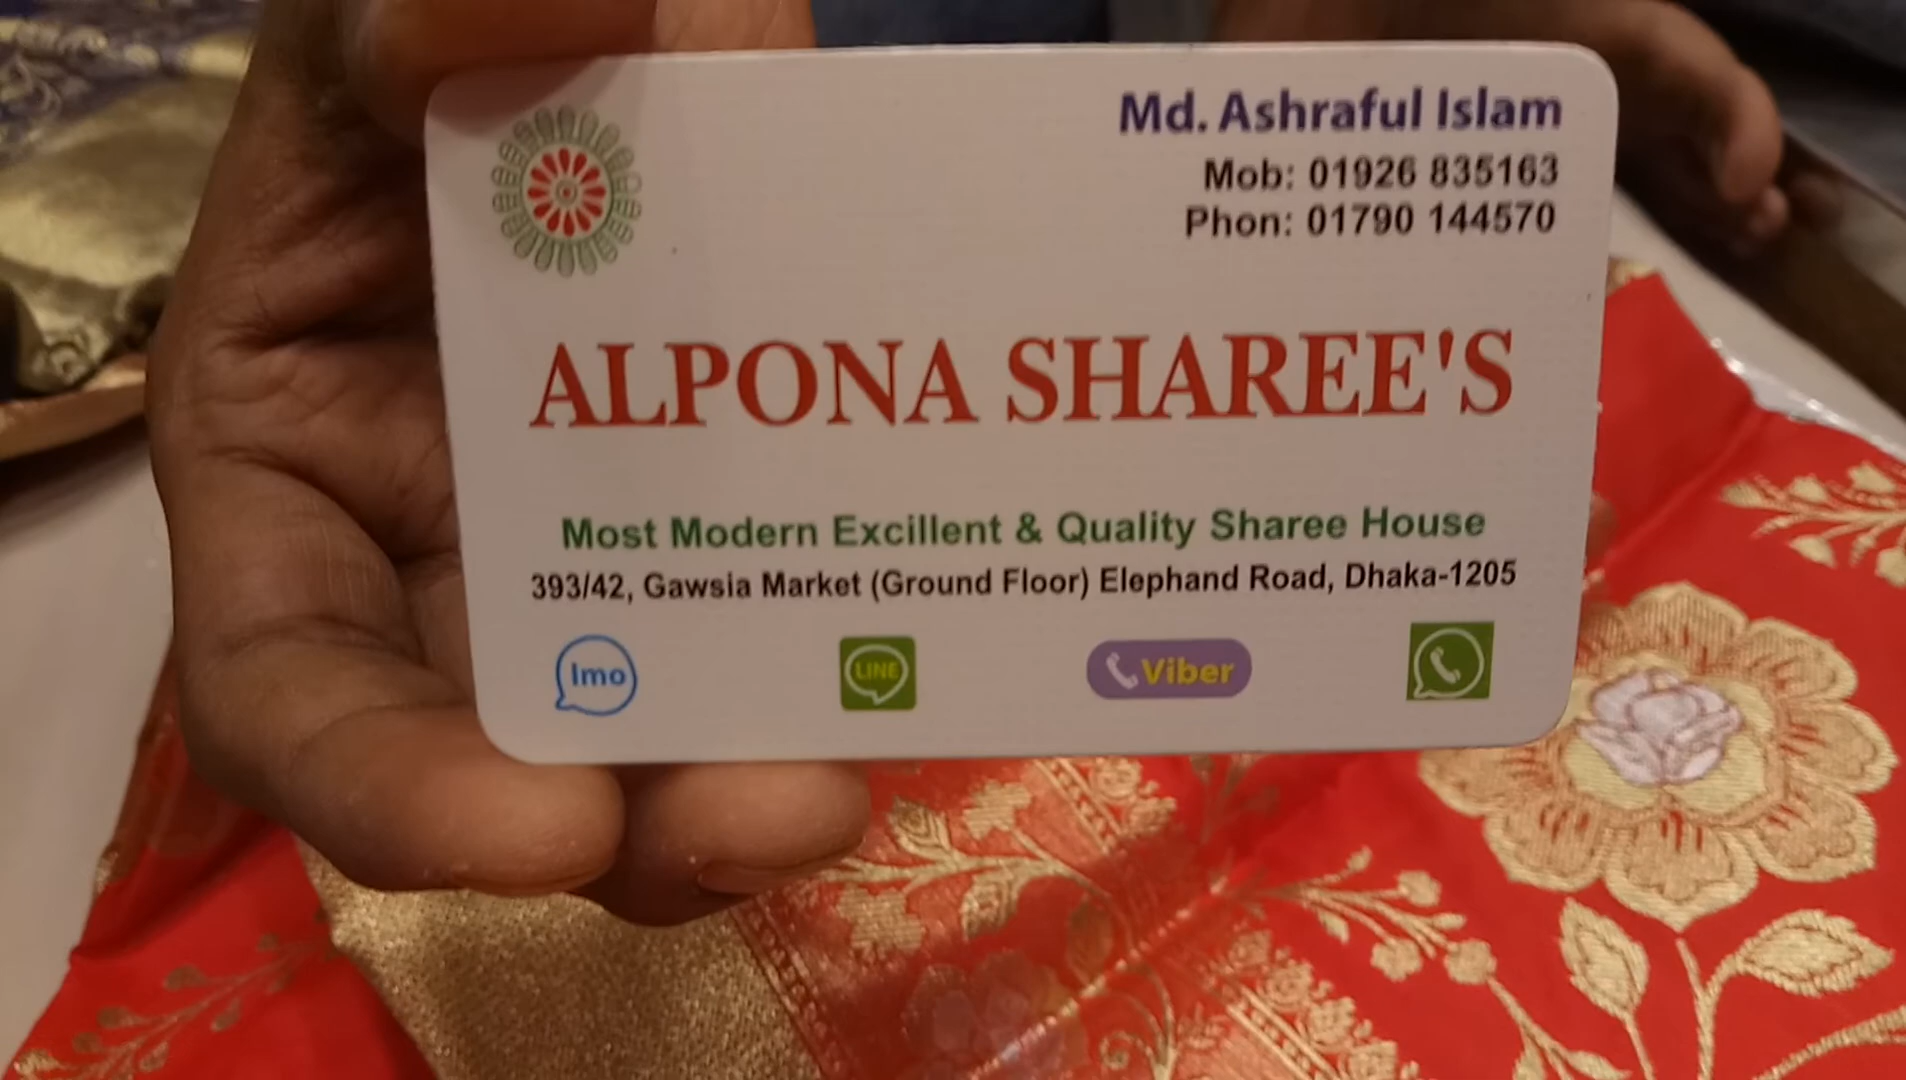 Md. Ashraful Islam
Mob: 01926 835163
Phon: 01790 144570
ALPONA SHAREE'S
Most Modern Excillent & Quality Sharee House
393/42, Gawsia Market (Ground Floor) Elephand Road, Dhaka-1205
Imo LINE Viber